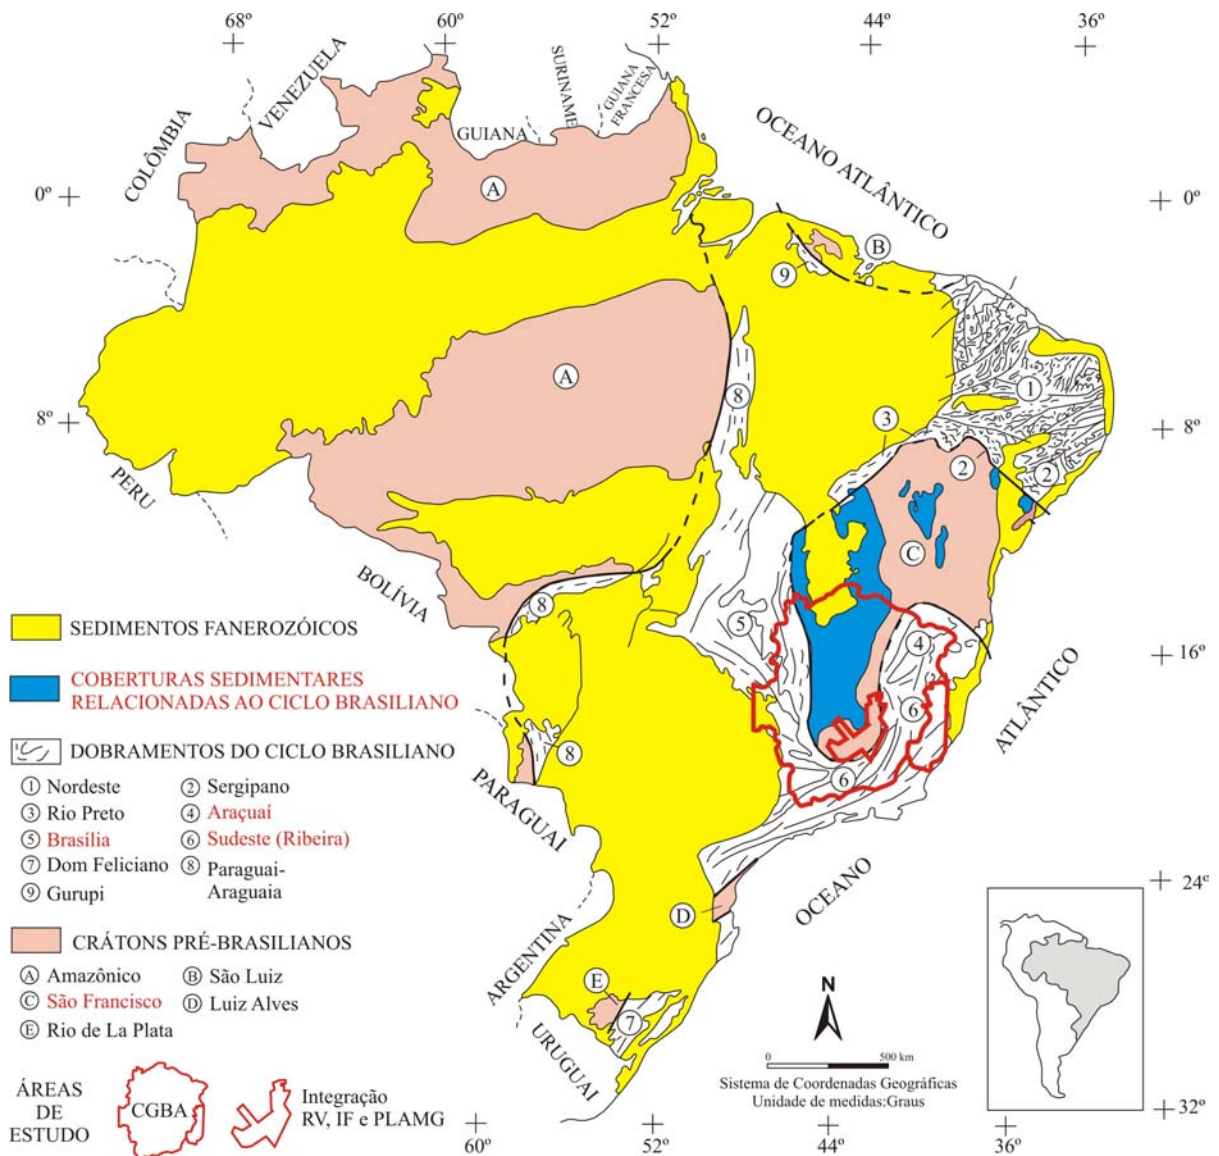 68º 60º 52º 44º 36º
COLÔMBIA
VENEZUELA
GUIANA
SURINAME
GUIANA
FRANCESA
OCEANO ATLÂNTICO
0º 0º
A
B
9
A
8
1
3
2
2
8º 8º
PERU
C
BOLÍVIA
8
5
4
16º
6
ATLÂNTICO
8
6
PARAGUAI
OCEANO
24º
D
ARGENTINA
E
7
URUGUAI
SEDIMENTOS FANEROZÓICOS
COBERTURAS SEDIMENTARES
RELACIONADAS AO CICLO BRASILIANO
DOBRAMENTOS DO CICLO BRASILIANO
1 Nordeste
2 Sergipano
3 Rio Preto
4 Araçuaí
5 Brasília
6 Sudeste (Ribeira)
7 Dom Feliciano
8 Paraguai-
Araguaia
9 Gurupi
CRÁTONS PRÉ-BRASILIANOS
A Amazônico
B São Luiz
C São Francisco
D Luiz Alves
E Rio de La Plata
ÁREAS
DE
ESTUDO
CGBA
Integração
RV, IF e PLAMG
N
0 500 km
Sistema de Coordenadas Geográficas
Unidade de medidas:Graus
32º
60º 52º 44º 36º